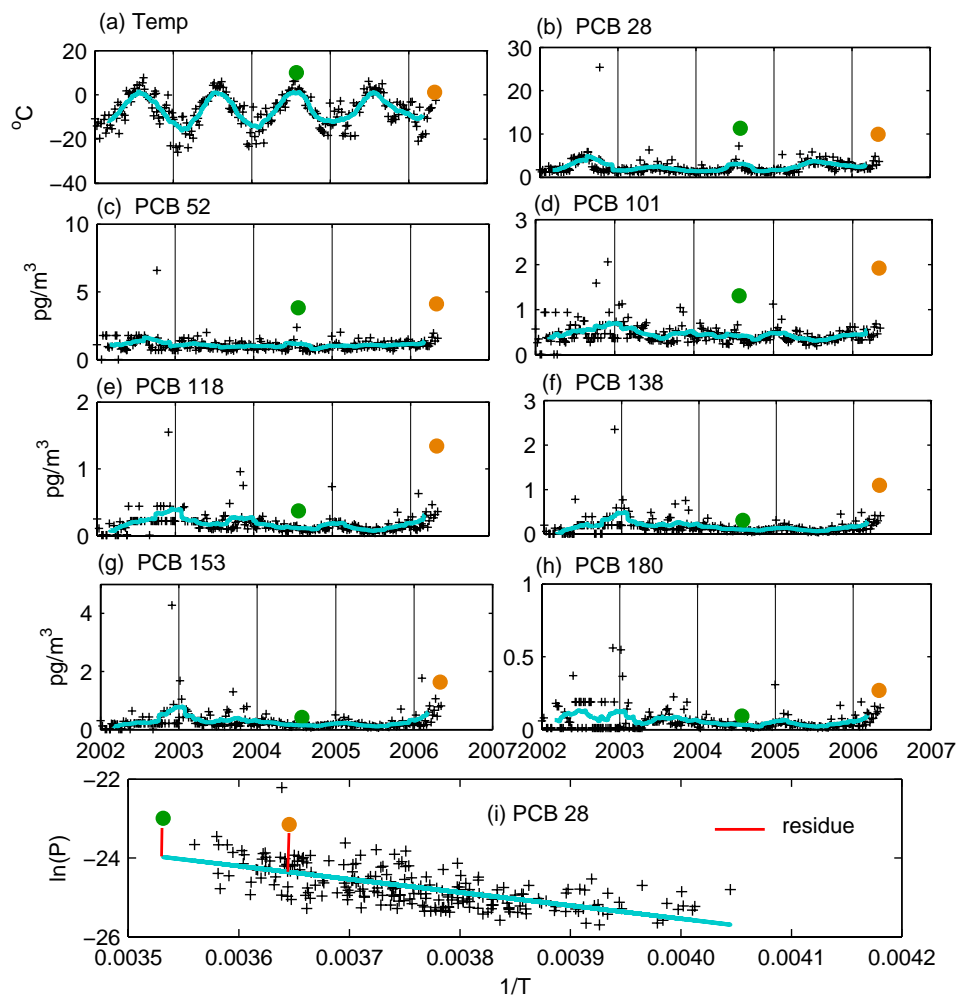 (a) Temp
(b) PCB 28
20
0
−20
−40
°C
30
20
10
0
(c) PCB 52
(d) PCB 101
10
5
0
pg/m³
3
2
1
0
(e) PCB 118
(f) PCB 138
2
1
0
pg/m³
3
2
1
0
(g) PCB 153
(h) PCB 180
4
2
0
pg/m³
1
0.5
0
2002 2003 2004 2005 2006 2007
2002 2003 2004 2005 2006 2007
−22
−24
−26
ln(P)
(i) PCB 28
residue
0.0035 0.0036 0.0037 0.0038 0.0039 0.004 0.0041 0.0042
1/T